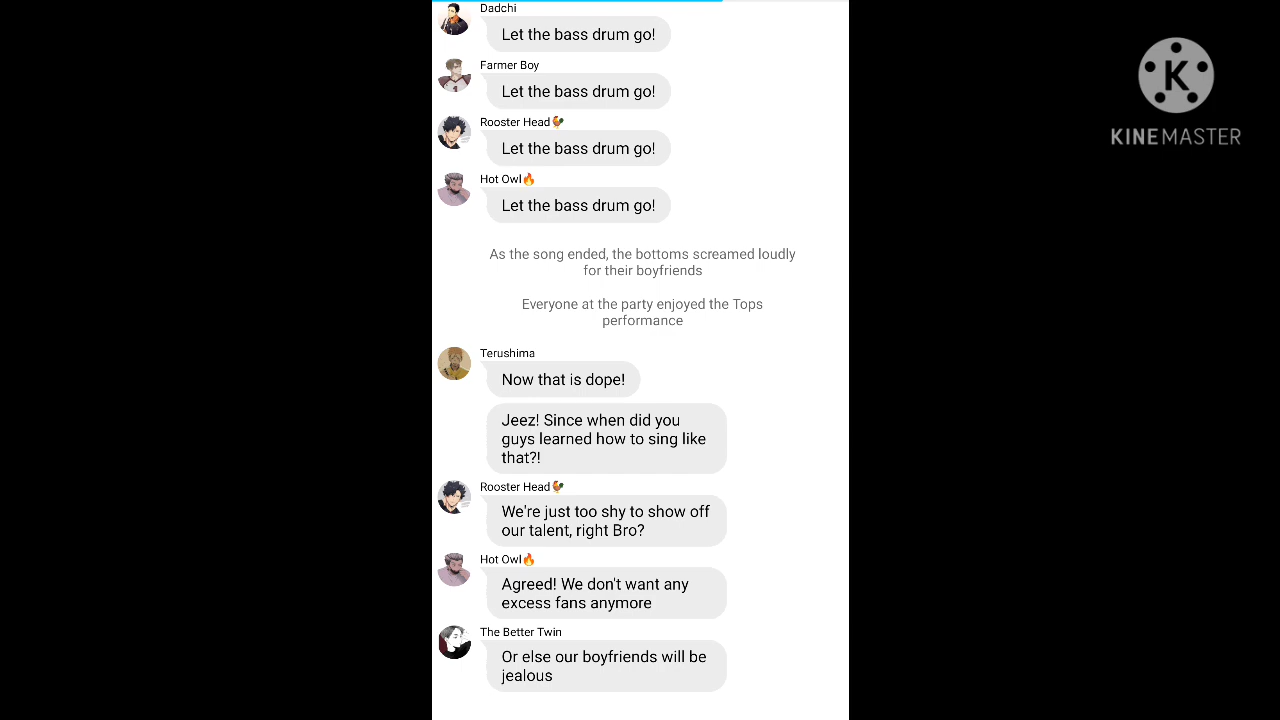 Dadchi
Let the bass drum go!
Farmer Boy
Let the bass drum go!
Rooster Head🐓
Let the bass drum go!
Hot Owl🔥
Let the bass drum go!
As the song ended, the bottoms screamed loudly
for their boyfriends
Everyone at the party enjoyed the Tops
performance
Terushima
Now that is dope!
Jeez! Since when did you
guys learned how to sing like
that?!
Rooster Head🐓
We're just too shy to show off
our talent, right Bro?
Hot Owl🔥
Agreed! We don't want any
excess fans anymore
The Better Twin
Or else our boyfriends will be
jealous
K
KINEMASTER